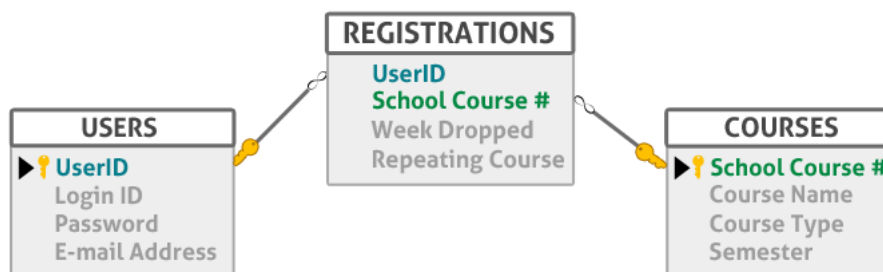 REGISTRATIONS
UserID
School Course #
Week Dropped
Repeating Course
USERS
UserID
Login ID
Password
E-mail Address
COURSES
School Course #
Course Name
Course Type
Semester